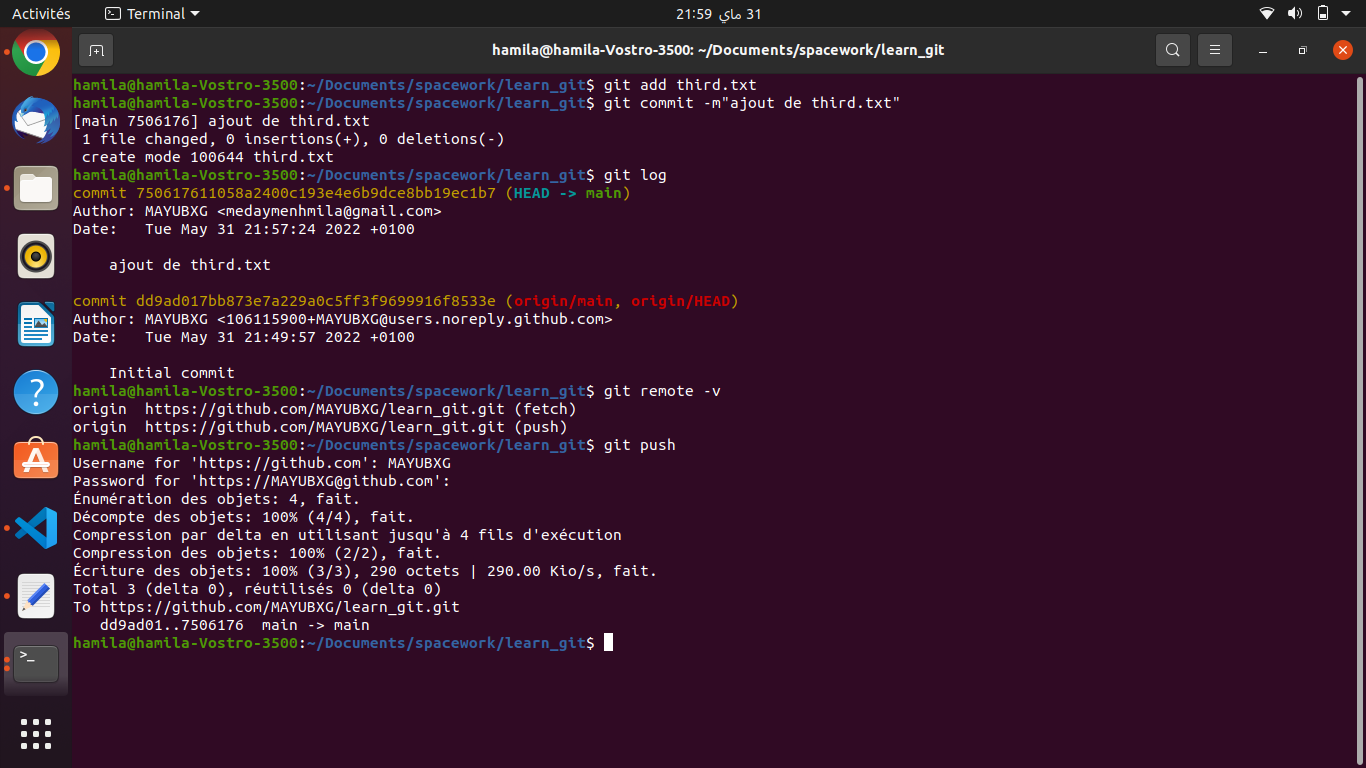 Activités
Terminal
31 ماي 21:59
hamila@hamila-Vostro-3500: ~/Documents/spacework/learn_git
hamila@hamila-Vostro-3500:~/Documents/spacework/learn_git$ git add third.txt
hamila@hamila-Vostro-3500:~/Documents/spacework/learn_git$ git commit -m"ajout de third.txt"
[main 7506176] ajout de third.txt
 1 file changed, 0 insertions(+), 0 deletions(-)
 create mode 100644 third.txt
hamila@hamila-Vostro-3500:~/Documents/spacework/learn_git$ git log
commit 750617611058a2400c193e4e6b9dce8bb19ec1b7 (HEAD -> main)
Author: MAYUBXG <medaymenhmila@gmail.com>
Date:   Tue May 31 21:57:24 2022 +0100
    ajout de third.txt
commit dd9ad017bb873e7a229a0c5ff3f9699916f8533e (origin/main, origin/HEAD)
Author: MAYUBXG <106115900+MAYUBXG@users.noreply.github.com>
Date:   Tue May 31 21:49:57 2022 +0100
    Initial commit
hamila@hamila-Vostro-3500:~/Documents/spacework/learn_git$ git remote -v
origin  https://github.com/MAYUBXG/learn_git.git (fetch)
origin  https://github.com/MAYUBXG/learn_git.git (push)
hamila@hamila-Vostro-3500:~/Documents/spacework/learn_git$ git push
Username for 'https://github.com': MAYUBXG
Password for 'https://MAYUBXG@github.com':
Énumération des objets: 4, fait.
Décompte des objets: 100% (4/4), fait.
Compression par delta en utilisant jusqu'à 4 fils d'exécution
Compression des objets: 100% (2/2), fait.
Écriture des objets: 100% (3/3), 290 octets | 290.00 Kio/s, fait.
Total 3 (delta 0), réutilisés 0 (delta 0)
To https://github.com/MAYUBXG/learn_git.git
   dd9ad01..7506176  main -> main
hamila@hamila-Vostro-3500:~/Documents/spacework/learn_git$